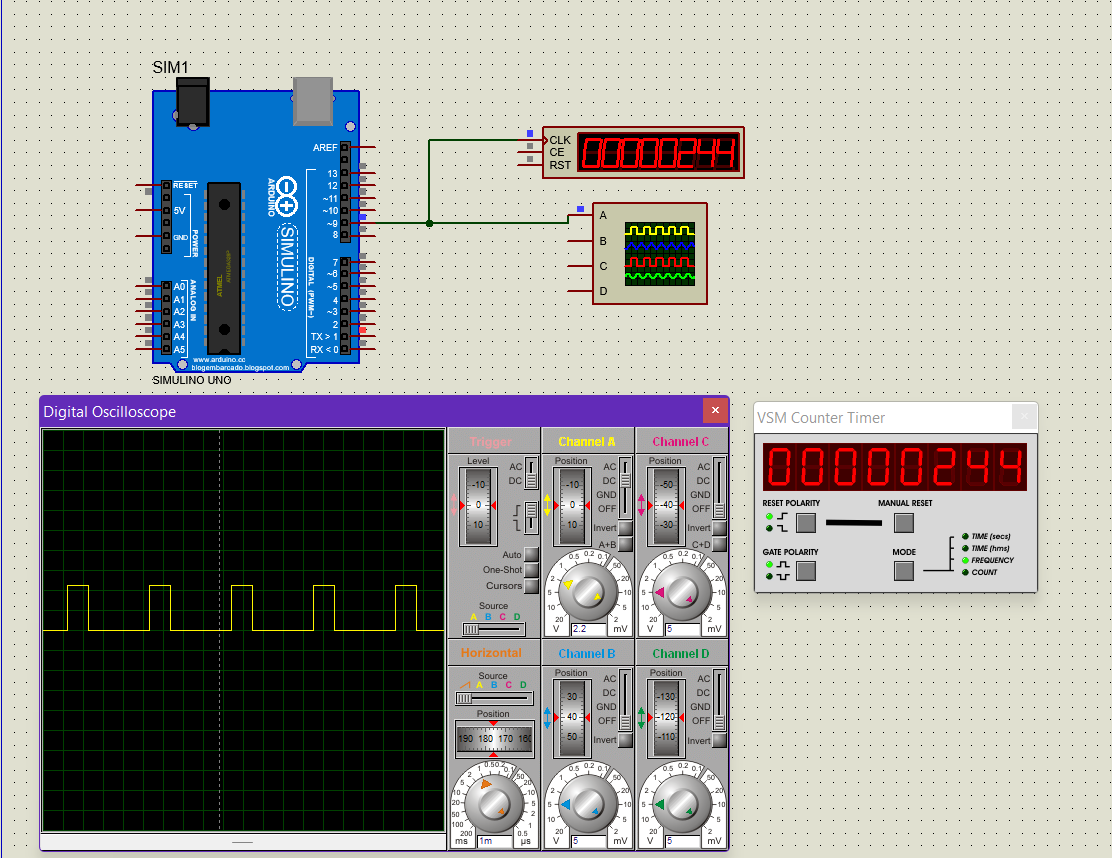 SIM1
AREF
13
12
~11
~10
~9
8
7
~6
~5
4
~3
2
TX > 1
RX < 0
RESET
5V
GND
POWER
A0
A1
A2
A3
A4
A5
ANALOG IN
ATMEL
ARDUINO
SIMULINO
DIGITAL (PWM~)
www.arduino.cc
blogembarcado.blogspot.com
SIMULINO UNO
CLK
CE
RST
00000244
A
B
C
D
Digital Oscilloscope
Trigger
Level
-10
0
10
AC
DC
Auto
One-Shot
Cursors
Source
A B C D
Channel A
Position
-10
0
10
AC
DC
GND
OFF
Invert
A+B
V 2.2 mV
Channel C
Position
-50
-40
-30
AC
DC
GND
OFF
Invert
C+D
V 5 mV
Horizontal
Source
A B C D
Position
190 180 170 160
ms 1m µs
Channel B
Position
30
40
50
AC
DC
GND
OFF
Invert
V 5 mV
Channel D
Position
-130
-120
-110
AC
DC
GND
OFF
Invert
V 5 mV
VSM Counter Timer
00000244
RESET POLARITY
MANUAL RESET
GATE POLARITY
MODE
TIME (secs)
TIME (hms)
FREQUENCY
COUNT